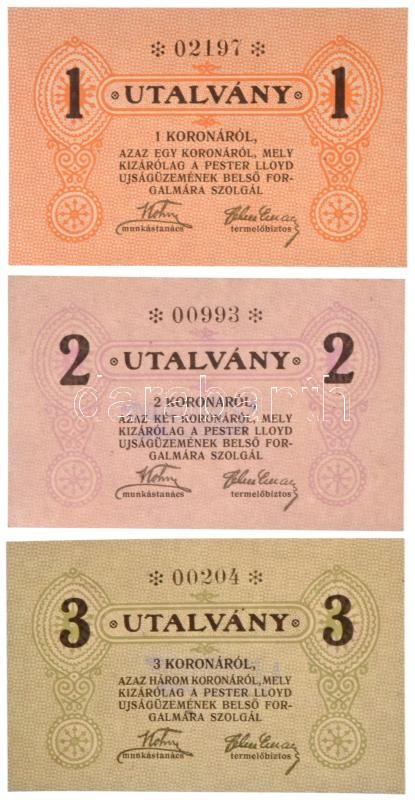 * 02197 *
1 UTALVÁNY 1
1 KORONÁRÓL,
AZAZ EGY KORONÁRÓL, MELY
KIZÁRÓLAG A PESTER LLOYD
UJSÁGÜZEMÉNEK BELSŐ FOR-
GALMÁRA SZOLGÁL
munkástanács termelőbiztos
* 00993 *
2 UTALVÁNY 2
2 KORONÁRÓL,
AZAZ KÉT KORONÁRÓL, MELY
KIZÁRÓLAG A PESTER LLOYD
UJSÁGÜZEMÉNEK BELSŐ FOR-
GALMÁRA SZOLGÁL
munkástanács termelőbiztos
darabanth
* 00204 *
3 UTALVÁNY 3
3 KORONÁRÓL,
AZAZ HÁROM KORONÁRÓL, MELY
KIZÁRÓLAG A PESTER LLOYD
UJSÁGÜZEMÉNEK BELSŐ FOR-
GALMÁRA SZOLGÁL
munkástanács termelőbiztos